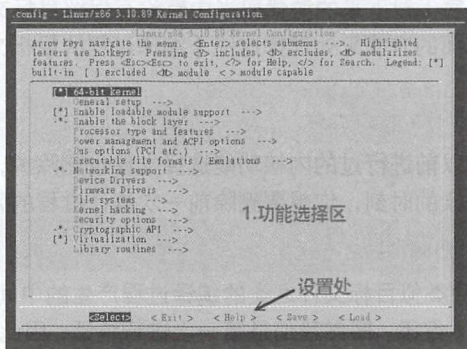 .config - Linux/x86 3.10.89 Kernel Configuration
Linux/x86 3.10.89 Kernel Configuration
Arrow keys navigate the menu.  <Enter> selects submenus --->.  Highlighted
letters are hotkeys.  Pressing <Y> includes, <N> excludes, <M> modularizes
features.  Press <Esc><Esc> to exit, <?> for Help, </> for Search.  Legend: [*]
built-in  [ ] excluded  <M> module  < > module capable
[*] 64-bit kernel
General setup  --->
[*] Enable loadable module support  --->
-*- Enable the block layer  --->
Processor type and features  --->
Power management and ACPI options  --->
Bus options (PCI etc.)  --->
Executable file formats / Emulations  --->
-*- Networking support  --->
Device Drivers  --->
Firmware Drivers  --->
File systems  --->
Kernel hacking  --->
Security options  --->
-*- Cryptographic API  --->
[*] Virtualization  --->
Library routines  --->
1.功能选择区
设置处
<Select>    < Exit >    < Help >    < Save >    < Load >